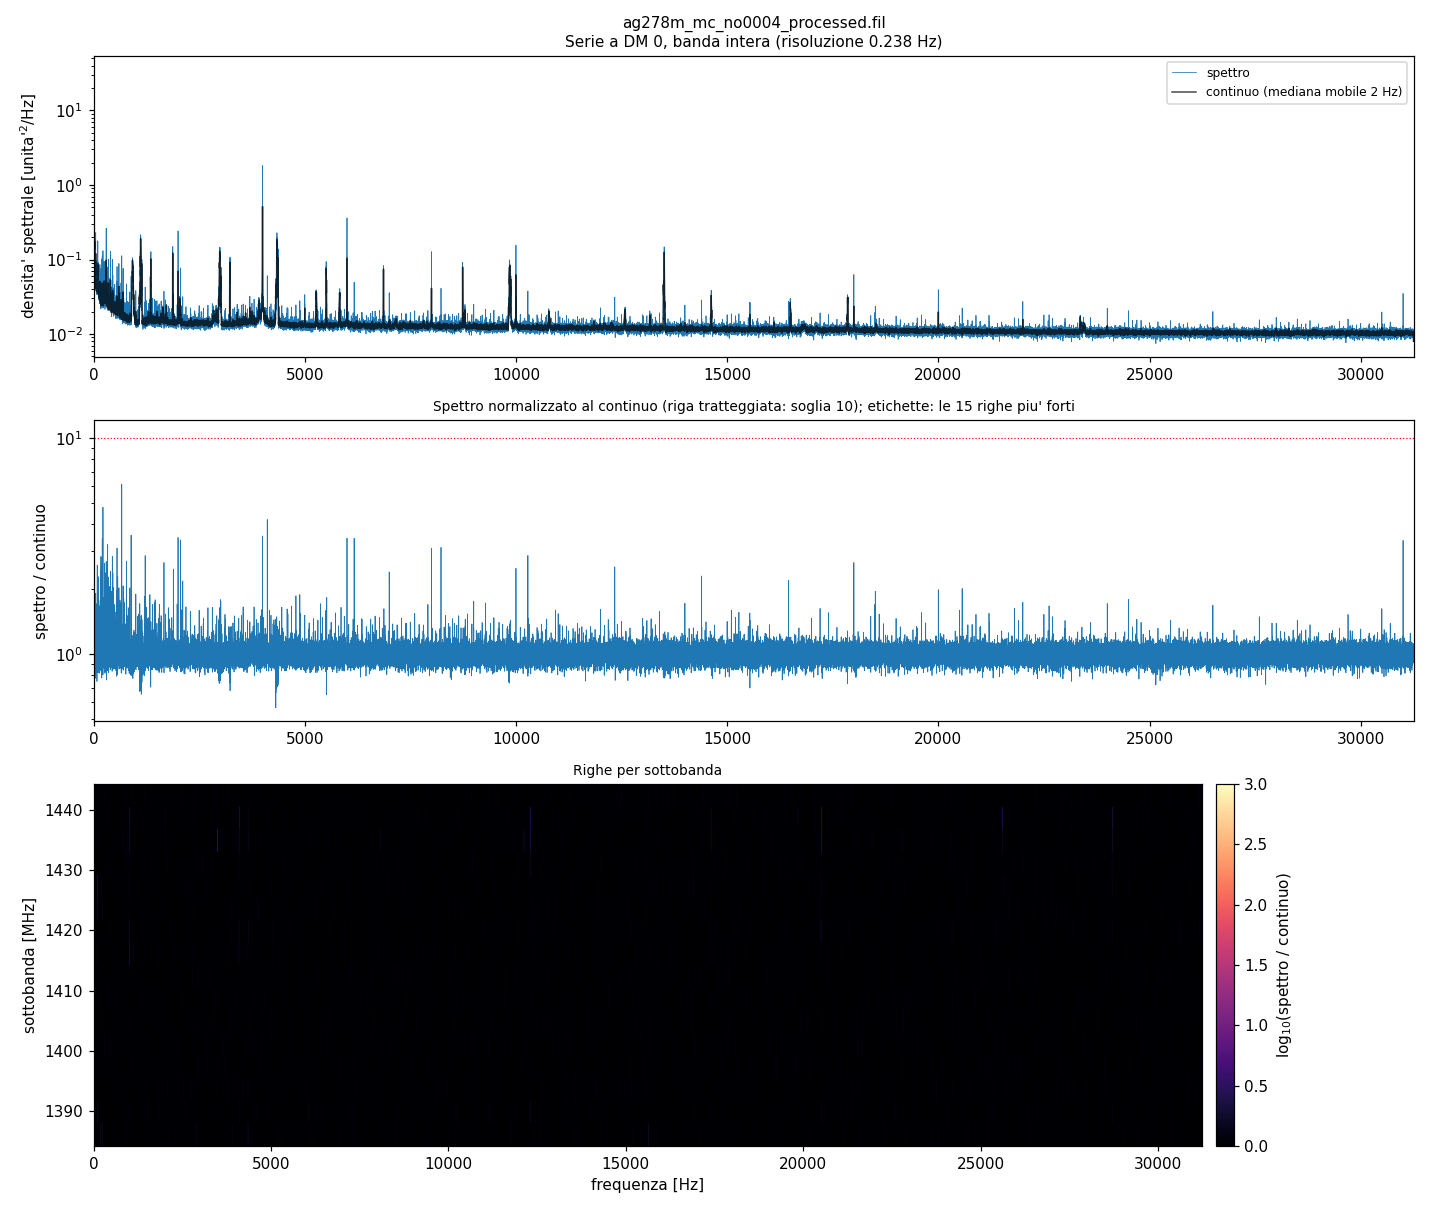 ag278m_mc_no0004_processed.fil
Serie a DM 0, banda intera (risoluzione 0.238 Hz)
densita' spettrale [unita'²/Hz]
10¹
10⁰
10⁻¹
10⁻²
spettro
continuo (mediana mobile 2 Hz)
0 5000 10000 15000 20000 25000 30000
Spettro normalizzato al continuo (riga tratteggiata: soglia 10); etichette: le 15 righe piu' forti
spettro / continuo
10¹
10⁰
0 5000 10000 15000 20000 25000 30000
Righe per sottobanda
sottobanda [MHz]
1440
1430
1420
1410
1400
1390
0 5000 10000 15000 20000 25000 30000
frequenza [Hz]
3.0
2.5
2.0
1.5
1.0
0.5
0.0
log₁₀(spettro / continuo)